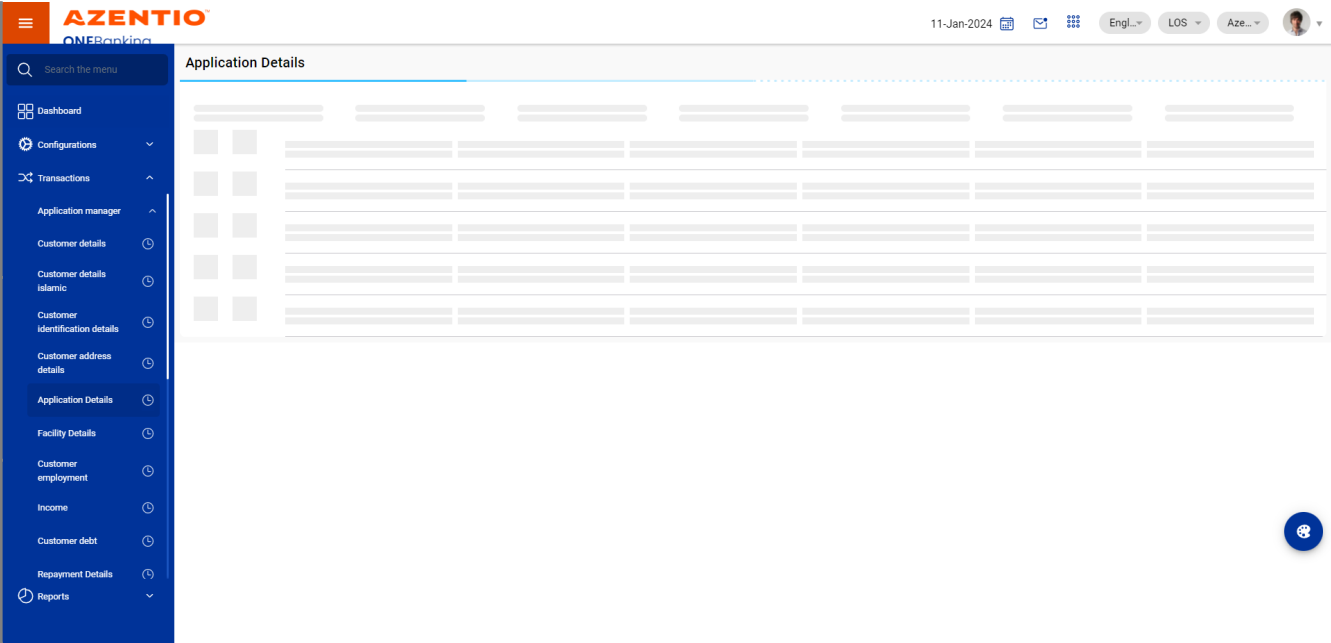 AZENTIO
ONEBanking
11-Jan-2024
Engl...
LOS
Aze...
Search the menu
Application Details
Dashboard
Configurations
Transactions
Application manager
Customer details
Customer details
islamic
Customer
identification details
Customer address
details
Application Details
Facility Details
Customer
employment
Income
Customer debt
Repayment Details
Reports